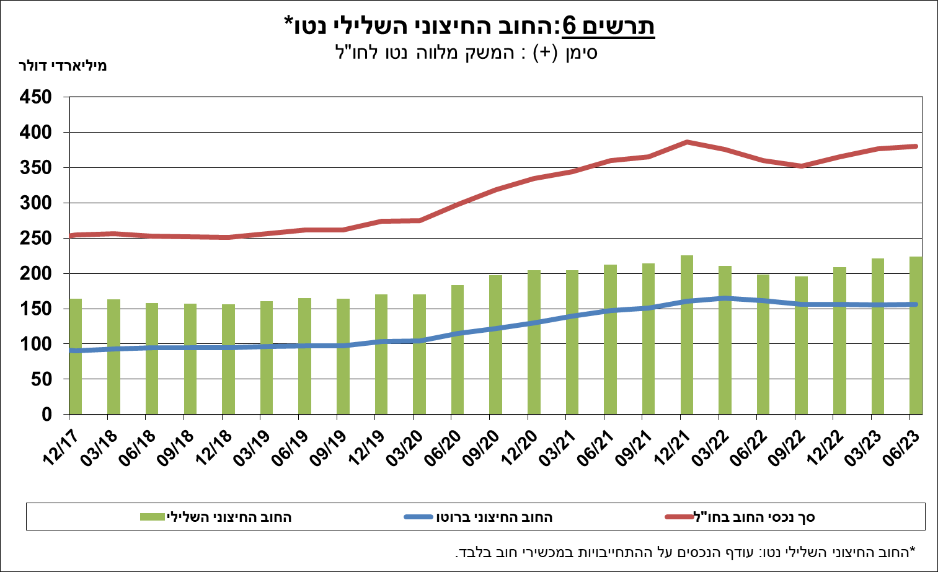 תרשים 6:החוב החיצוני השלילי נטו*
סימן (+) : המשק מלווה נטו לחו"ל
מיליארדי דולר
450
400
350
300
250
200
150
100
50
0
12/17 03/18 06/18 09/18 12/18 03/19 06/19 09/19 12/19 03/20 06/20 09/20 12/20 03/21 06/21 09/21 12/21 03/22 06/22 09/22 12/22 03/23 06/23
סך נכסי החוב בחו"ל החוב החיצוני ברוטו החוב החיצוני השלילי
*החוב החיצוני השלילי נטו: עודף הנכסים על ההתחייבויות במכשירי חוב בלבד.